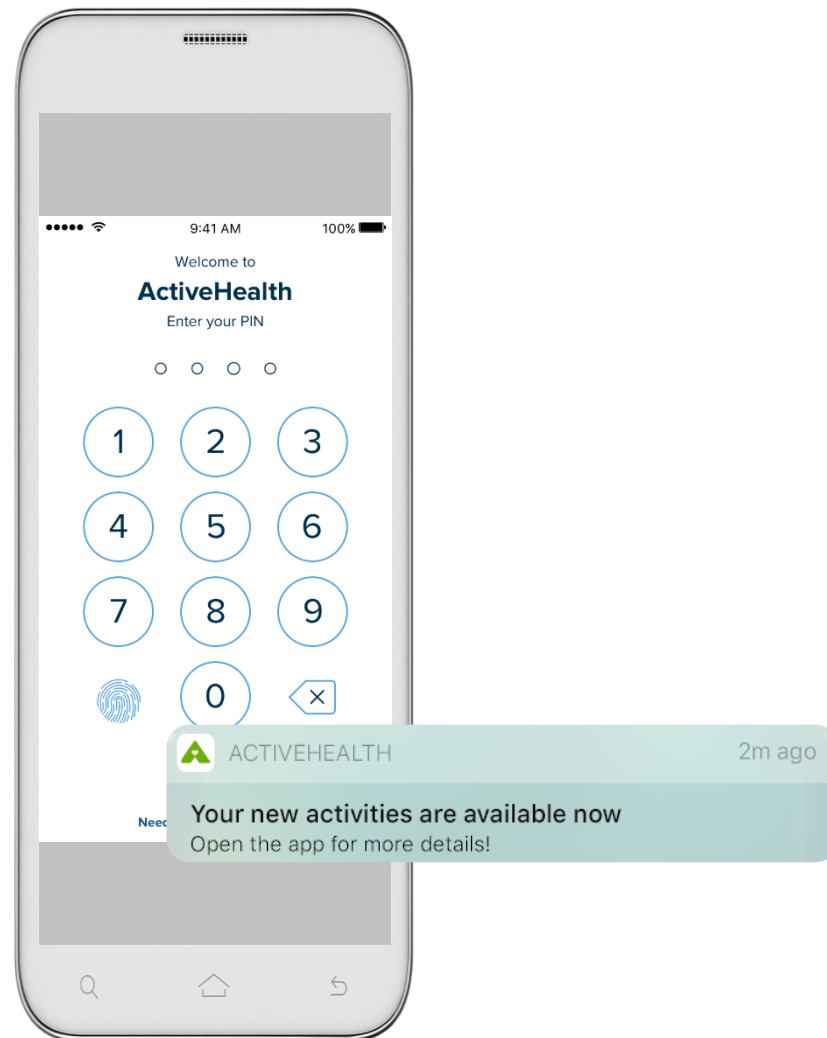 9:41 AM 100%
Welcome to
ActiveHealth
Enter your PIN
1 2 3
4 5 6
7 8 9
0
ACTIVEHEALTH 2m ago
Your new activities are available now
Open the app for more details!